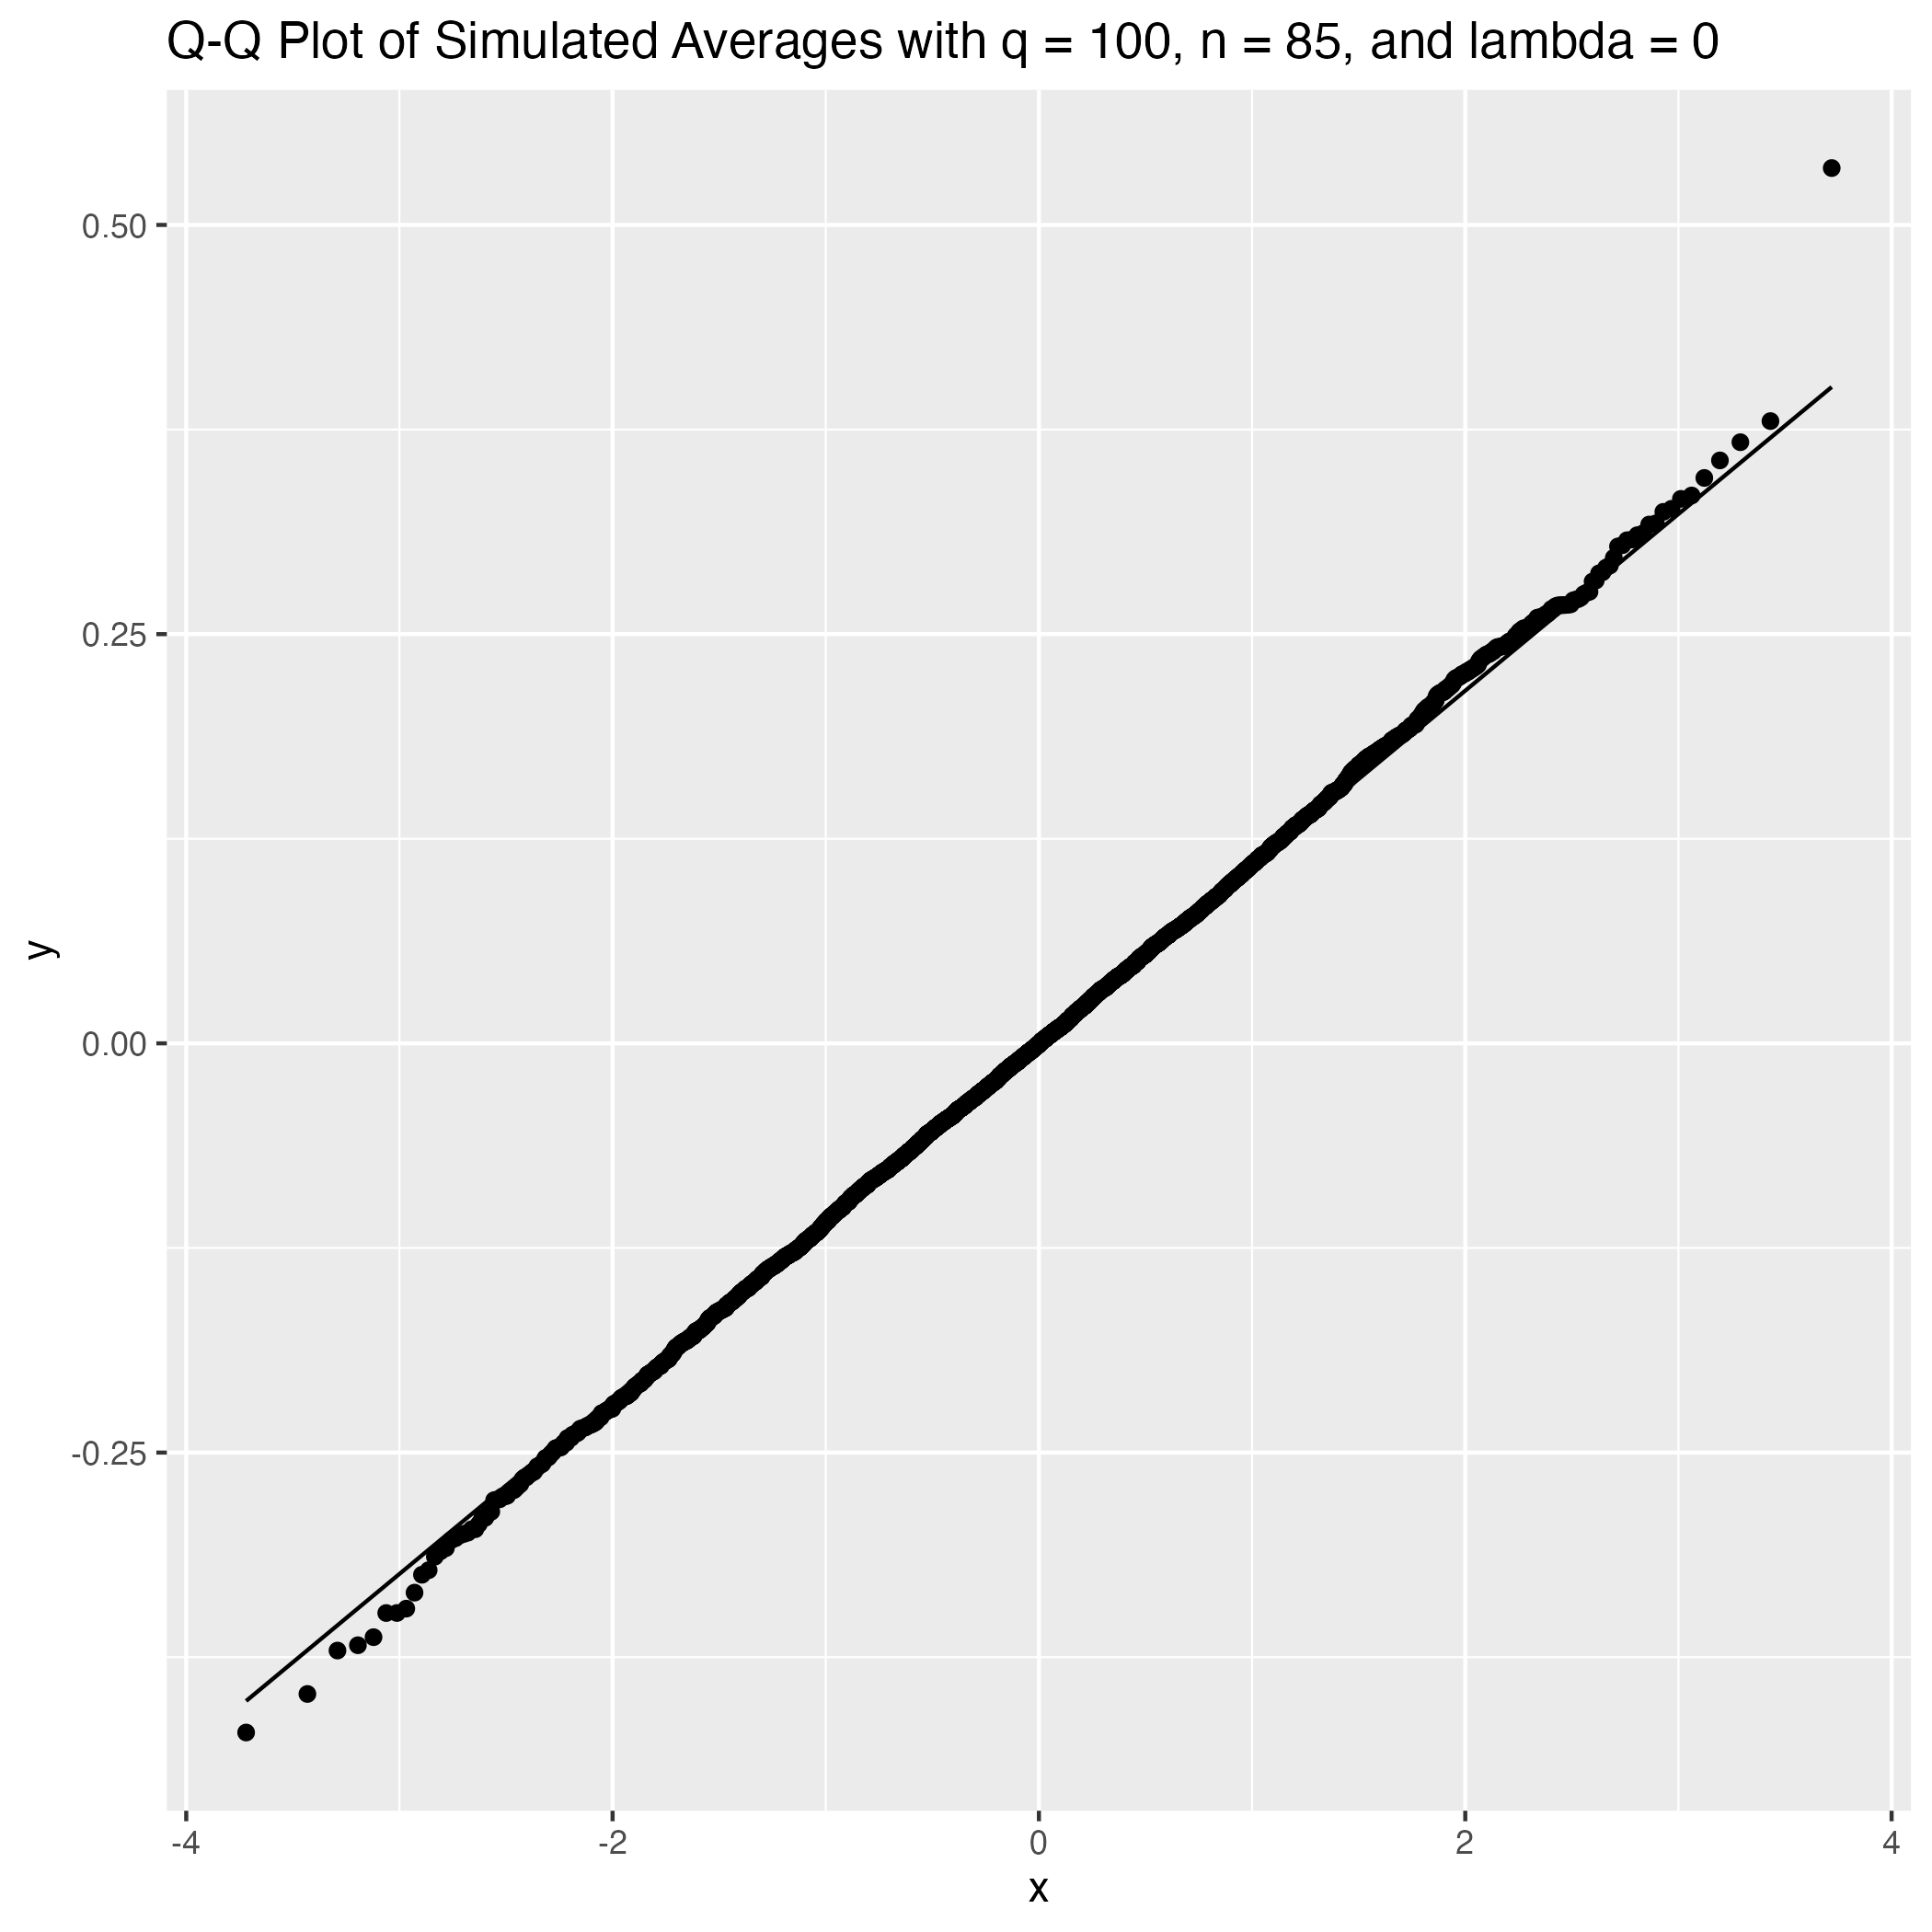 Q-Q Plot of Simulated Averages with q = 100, n = 85, and lambda = 0
0.50
0.25
0.00
-0.25
y
-4 -2 0 2 4
x